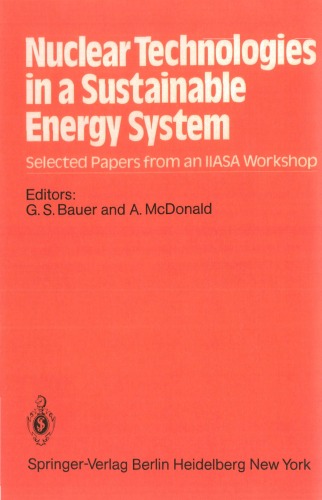 Nuclear Technologies
in a Sustainable
Energy System
Selected Papers from an IIASA Workshop
Editors:
G. S. Bauer and A. McDonald
Springer-Verlag Berlin Heidelberg New York